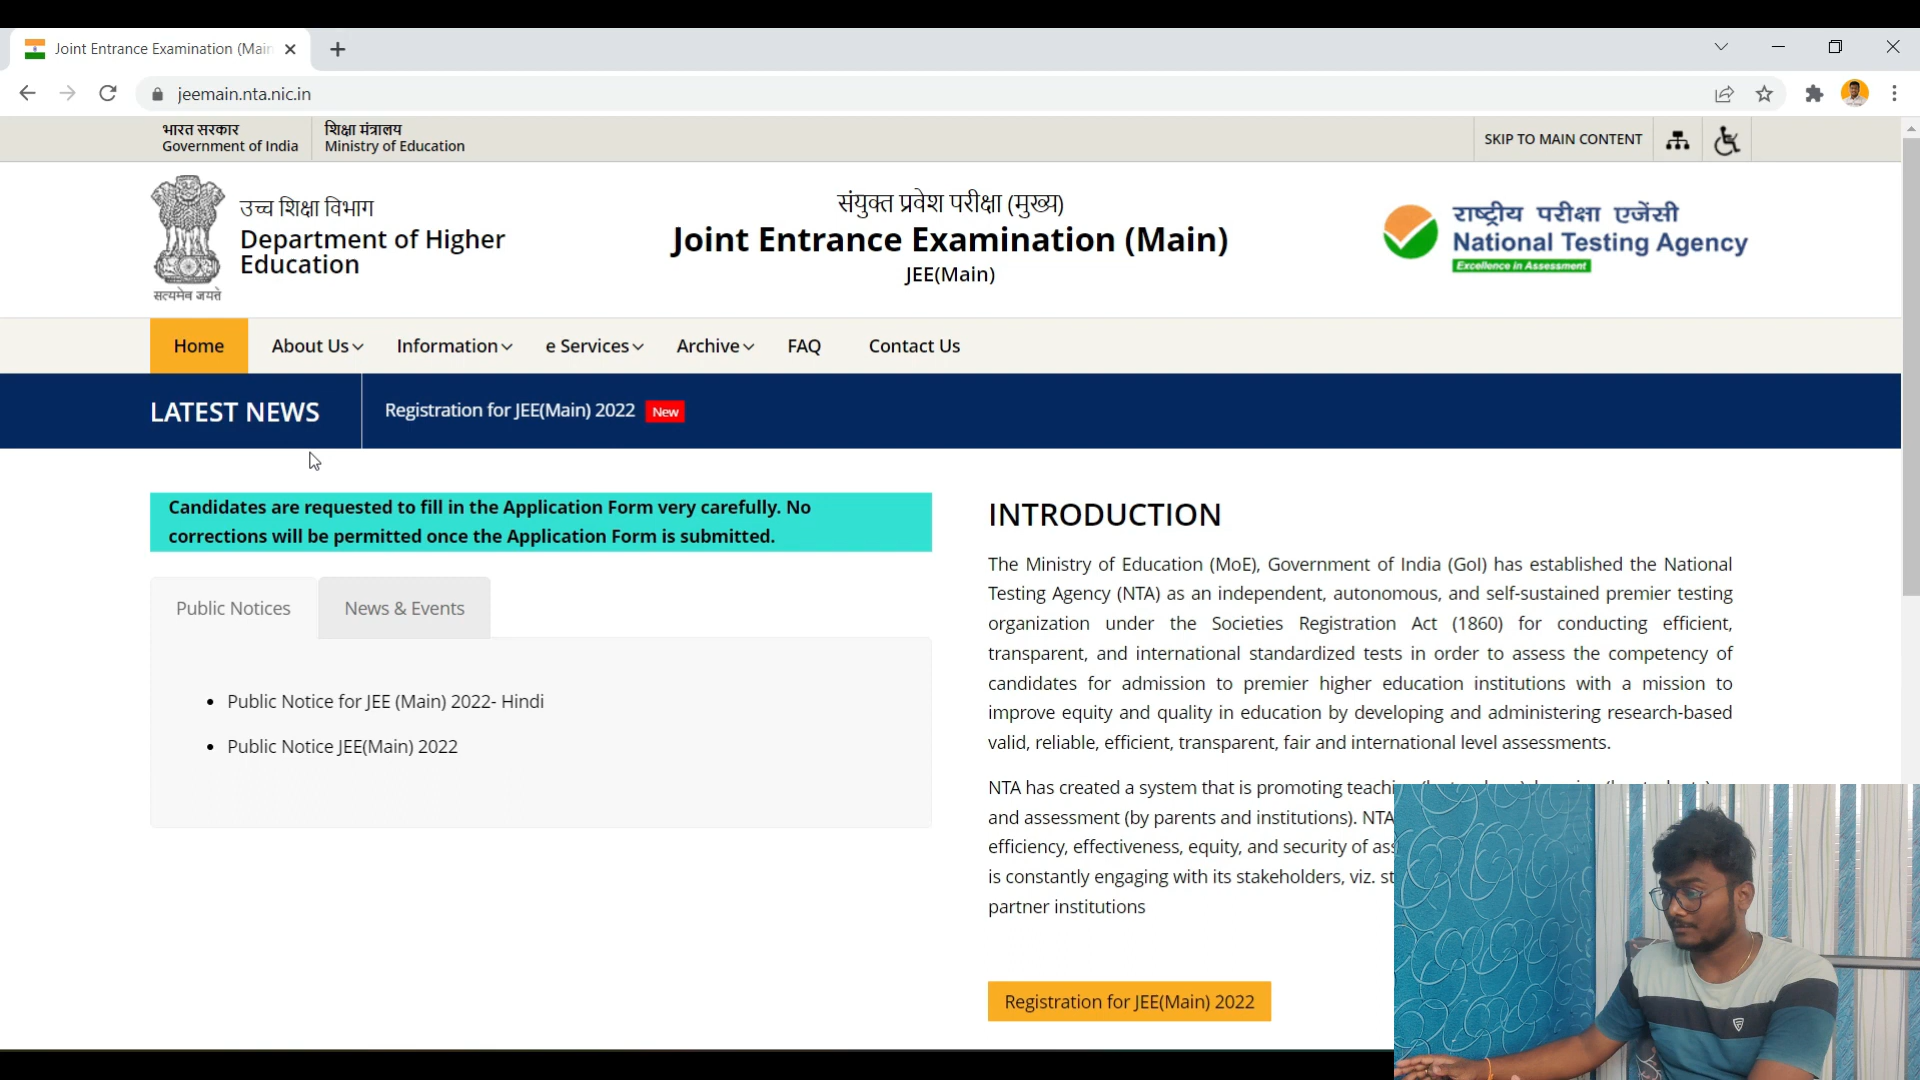 Joint Entrance Examination (Main
jeemain.nta.nic.in
भारत सरकार
Government of India
शिक्षा मंत्रालय
Ministry of Education
SKIP TO MAIN CONTENT
सत्यमेव जयते
उच्च शिक्षा विभाग
Department of Higher
Education
संयुक्त प्रवेश परीक्षा (मुख्य)
Joint Entrance Examination (Main)
JEE(Main)
राष्ट्रीय परीक्षा एजेंसी
National Testing Agency
Excellence in Assessment
Home About Us Information e Services Archive FAQ Contact Us
LATEST NEWS
Registration for JEE(Main) 2022 New
Candidates are requested to fill in the Application Form very carefully. No
corrections will be permitted once the Application Form is submitted.
Public Notices News & Events
Public Notice for JEE (Main) 2022- Hindi
Public Notice JEE(Main) 2022
INTRODUCTION
The Ministry of Education (MoE), Government of India (GoI) has established the National
Testing Agency (NTA) as an independent, autonomous, and self-sustained premier testing
organization under the Societies Registration Act (1860) for conducting efficient,
transparent, and international standardized tests in order to assess the competency of
candidates for admission to premier higher education institutions with a mission to
improve equity and quality in education by developing and administering research-based
valid, reliable, efficient, transparent, fair and international level assessments.
NTA has created a system that is promoting teachi
and assessment (by parents and institutions). NTA
efficiency, effectiveness, equity, and security of ass
is constantly engaging with its stakeholders, viz. st
partner institutions
Registration for JEE(Main) 2022